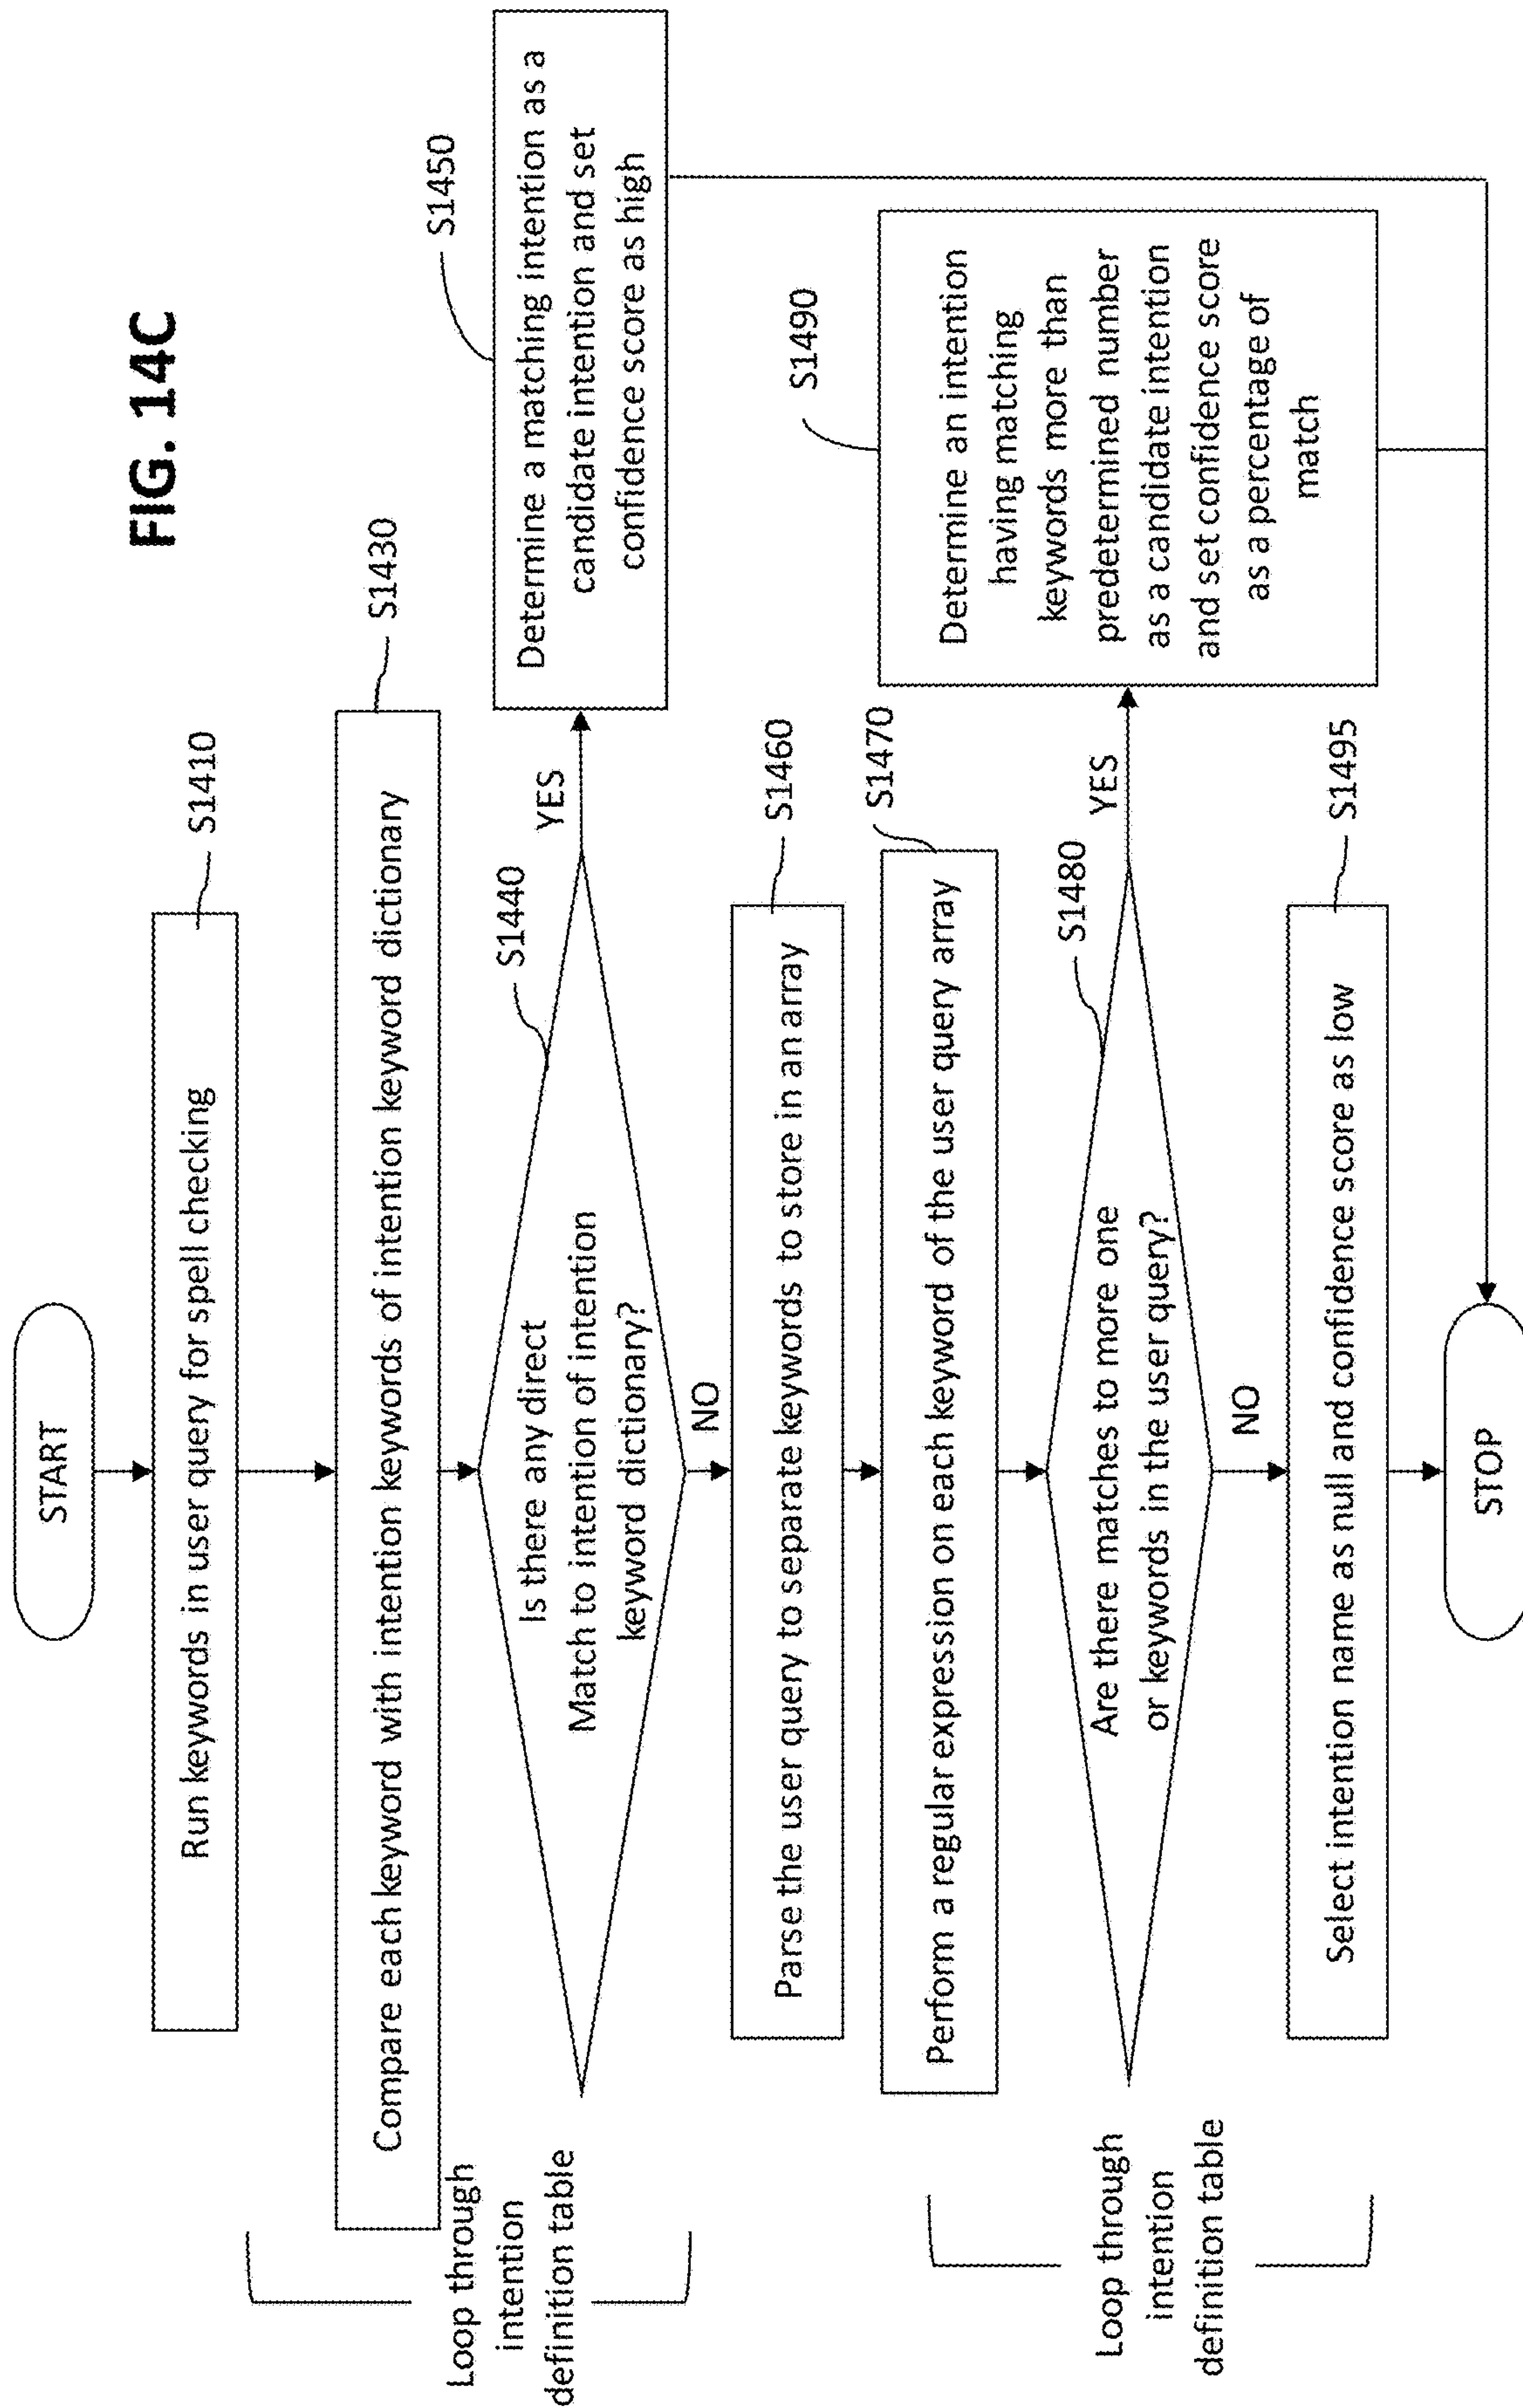 FIG. 14C
START
Run keywords in user query for spell checking
S1410
Compare each keyword with intention keywords of intention keyword dictionary
S1430
Loop through
intention
definition table
Is there any direct
Match to intention of intention
keyword dictionary?
S1440
YES
NO
Determine a matching intention as a
candidate intention and set
confidence score as high
S1450
Parse the user query to separate keywords to store in an array
S1460
Perform a regular expression on each keyword of the user query array
S1470
Loop through
intention
definition table
Are there matches to more one
or keywords in the user query?
S1480
YES
NO
Determine an intention
having matching
keywords more than
predetermined number
as a candidate intention
and set confidence score
as a percentage of
match
S1490
Select intention name as null and confidence score as low
S1495
STOP